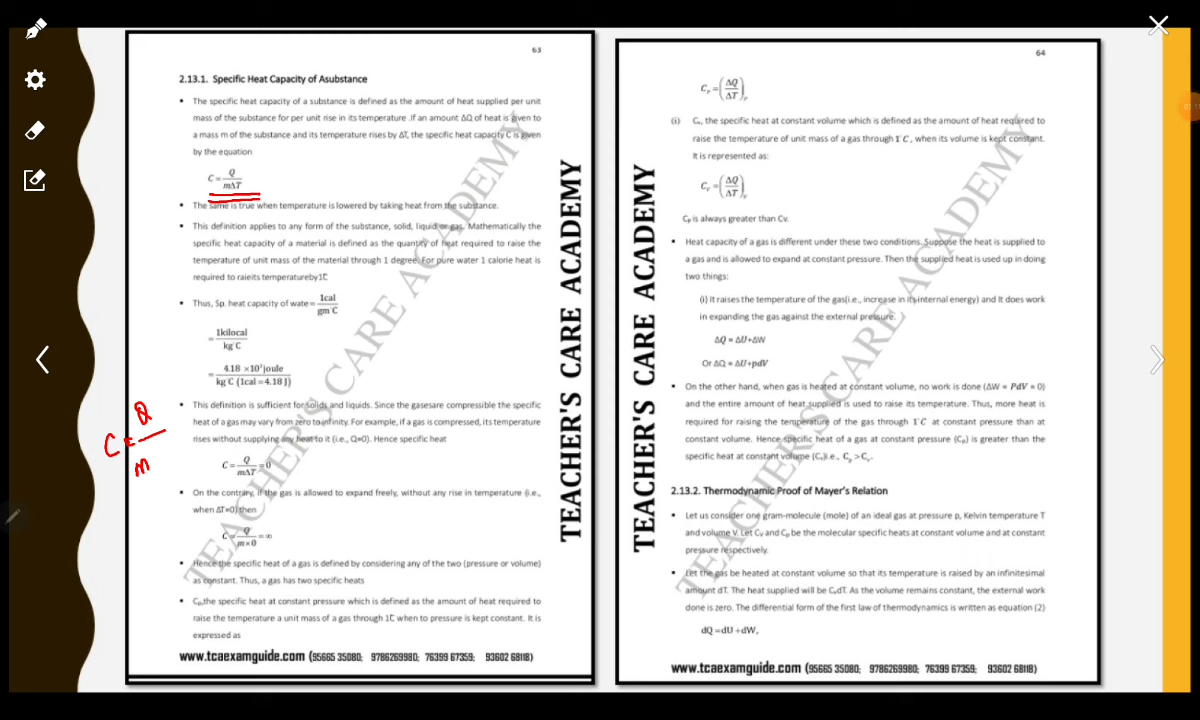 63
2.13.1. Specific Heat Capacity of Asubstance
• The specific heat capacity of a substance is defined as the amount of heat supplied per unit
mass of the substance for per unit rise in its temperature .If an amount ΔQ of heat is given to
a mass m of the substance and its temperature rises by ΔT, the specific heat capacity C is given
by the equation
C = Q / mΔT
• The same is true when temperature is lowered by taking heat from the substance.
• This definition applies to any form of the substance, solid, liquid or gas. Mathematically the
specific heat capacity of a material is defined as the quantity of heat required to raise the
temperature of unit mass of the material through 1 degree. For pure water 1 calorie heat is
required to raieits temperatureby1C
• Thus, Sp. heat capacity of wate = 1cal / gm°C
= 1kilocal / kg°C
= 4.18 ×10³joule / kg°C (1cal = 4.18 J)
• This definition is sufficient for solids and liquids. Since the gasesare compressible the specific
heat of a gas may vary from zero to infinity. For example, if a gas is compressed, its temperature
rises without supplying any heat to it (i.e., Q=0). Hence specific heat
C = Q / mΔT = 0
• On the contrary, if the gas is allowed to expand freely, without any rise in temperature (i.e.,
when ΔT=0) then
C = Q / m×0 = ∞
• Hence the specific heat of a gas is defined by considering any of the two (pressure or volume)
as constant. Thus, a gas has two specific heats
• Cp,the specific heat at constant pressure which is defined as the amount of heat required to
raise the temperature a unit mass of a gas through 1C when to pressure is kept constant. It is
expressed as
www.tcaexamguide.com (95665 35080; 9786269980; 76399 67359; 93602 68118)
TEACHER'S CARE ACADEMY
TEACHER'S CARE ACADEMY
C = Q / m
64
Cp = (ΔQ / ΔT)p
(i) Cv, the specific heat at constant volume which is defined as the amount of heat required to
raise the temperature of unit mass of a gas through 1°C, when its volume is kept constant.
It is represented as:
Cv = (ΔQ / ΔT)v
Cp is always greater than Cv.
• Heat capacity of a gas is different under these two conditions. Suppose the heat is supplied to
a gas and is allowed to expand at constant pressure. Then the supplied heat is used up in doing
two things:
(i) It raises the temperature of the gas(i.e., increase in its internal energy) and It does work
in expanding the gas against the external pressure.
ΔQ = ΔU+ΔW
Or ΔQ = ΔU+pdV
• On the other hand, when gas is heated at constant volume, no work is done (ΔW = PdV = 0)
and the entire amount of heat supplied is used to raise its temperature. Thus, more heat is
required for raising the temperature of the gas through 1°C at constant pressure than at
constant volume. Hence specific heat of a gas at constant pressure (Cp) is greater than the
specific heat at constant volume (Cv)i.e., Cp >Cv.
2.13.2. Thermodynamic Proof of Mayer's Relation
• Let us consider one gram-molecule (mole) of an ideal gas at pressure p, Kelvin temperature T
and volume V. Let Cv and Cp be the molecular specific heats at constant volume and at constant
pressure respectively.
• Let the gas be heated at constant volume so that its temperature is raised by an infinitesimal
amount dT. The heat supplied will be CvdT. As the volume remains constant, the external work
done is zero. The differential form of the first law of thermodynamics is written as equation (2)
dQ =dU +dW,
www.tcaexamguide.com (95665 35080; 9786269980; 76399 67359; 93602 68118)
TEACHER'S CARE ACADEMY
TEACHER'S CARE ACADEMY